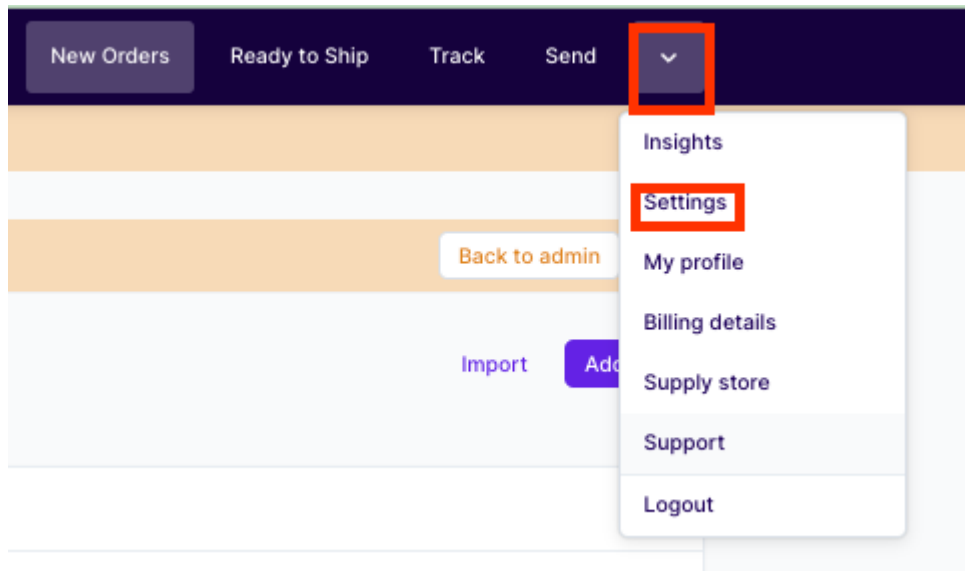 New Orders Ready to Ship Track Send
Insights
Settings
Back to admin
My profile
Billing details
Import
Supply store
Support
Logout